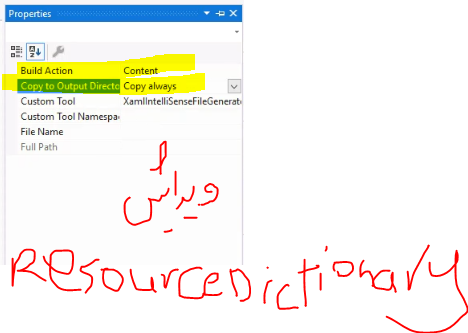 Properties
Build Action Content
Copy to Output Directo Copy always
Custom Tool XamlIntelliSenseFileGenerato
Custom Tool Namespac
File Name
Full Path
ویرایش
ResourceDictionary